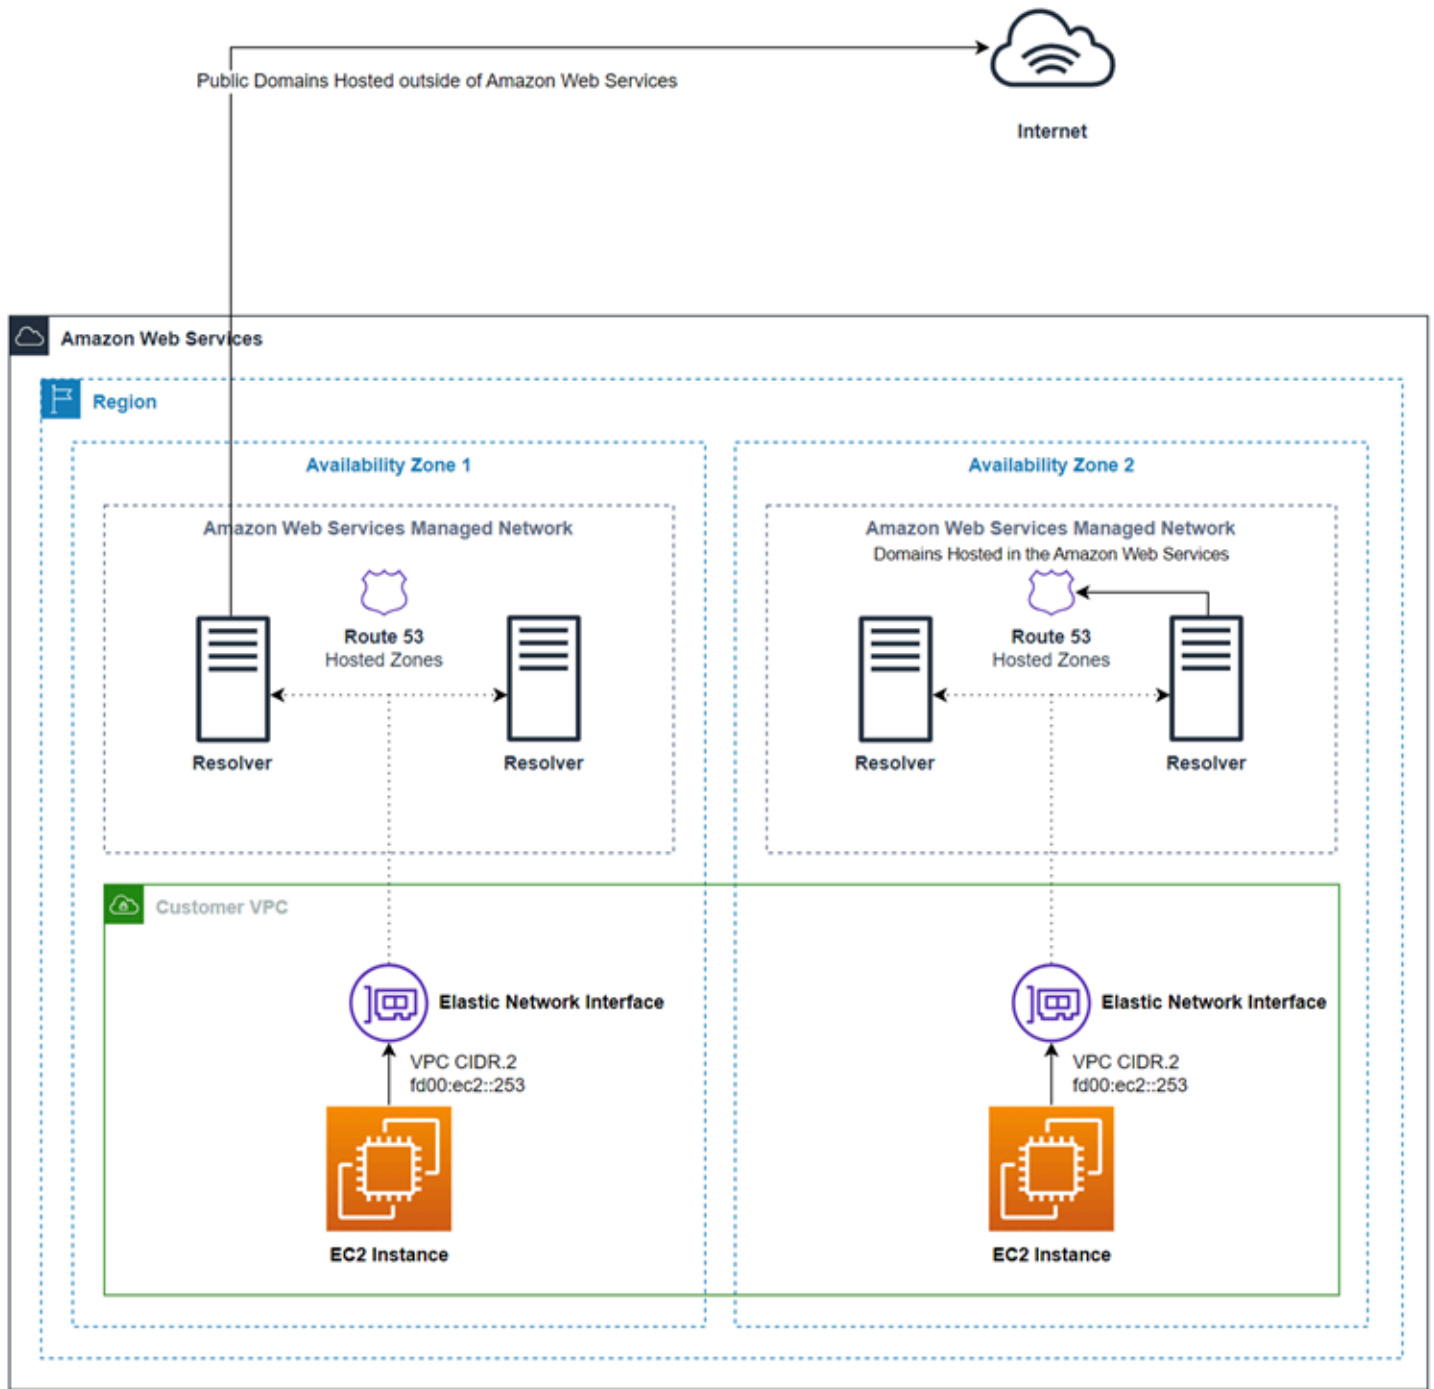 Public Domains Hosted outside of Amazon Web Services
Internet
Amazon Web Services
Region
Availability Zone 1
Amazon Web Services Managed Network
Route 53
Hosted Zones
Resolver
Resolver
Availability Zone 2
Amazon Web Services Managed Network
Domains Hosted in the Amazon Web Services
Route 53
Hosted Zones
Resolver
Resolver
Customer VPC
Elastic Network Interface
VPC CIDR.2
fd00:ec2::253
EC2 Instance
Elastic Network Interface
VPC CIDR.2
fd00:ec2::253
EC2 Instance